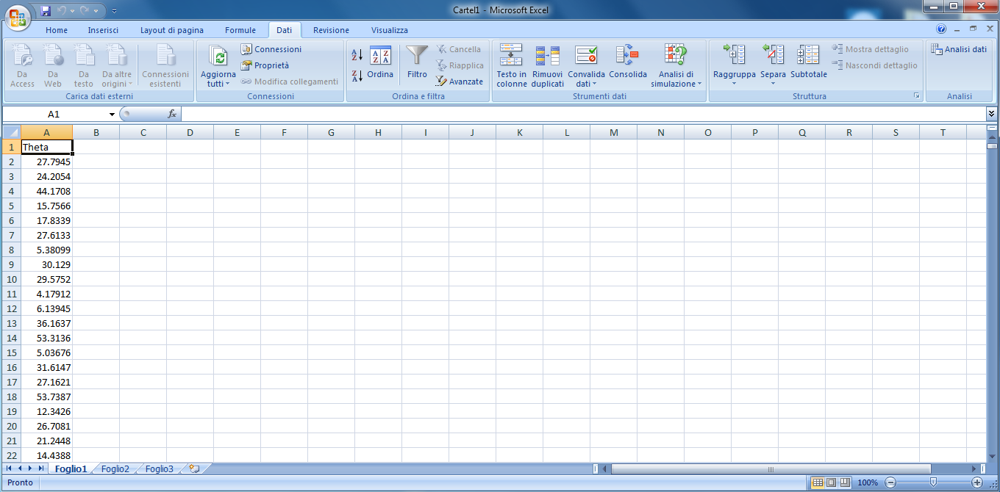 Cartel1 - Microsoft Excel
Home Inserisci Layout di pagina Formule Dati Revisione Visualizza
Da Access Da Web Da testo Da altre origini Connessioni esistenti
Carica dati esterni
Aggiorna tutti Connessioni Proprietà Modifica collegamenti
Connessioni
Ordina Filtro Cancella Riapplica Avanzate
Ordina e filtra
Testo in colonne Rimuovi duplicati Convalida dati Consolida Analisi di simulazione
Strumenti dati
Raggruppa Separa Subtotale Mostra dettaglio Nascondi dettaglio
Struttura
Analisi dati
Analisi
A1 fx
A B C D E F G H I J K L M N O P Q R S T
1 Theta
2 27.7945
3 24.2054
4 44.1708
5 15.7566
6 17.8339
7 27.6133
8 5.38099
9 30.129
10 29.5752
11 4.17912
12 6.13945
13 36.1637
14 53.3136
15 5.03676
16 31.6147
17 27.1621
18 53.7387
19 12.3426
20 26.7081
21 21.2448
22 14.4388
Foglio1 Foglio2 Foglio3
Pronto 100%